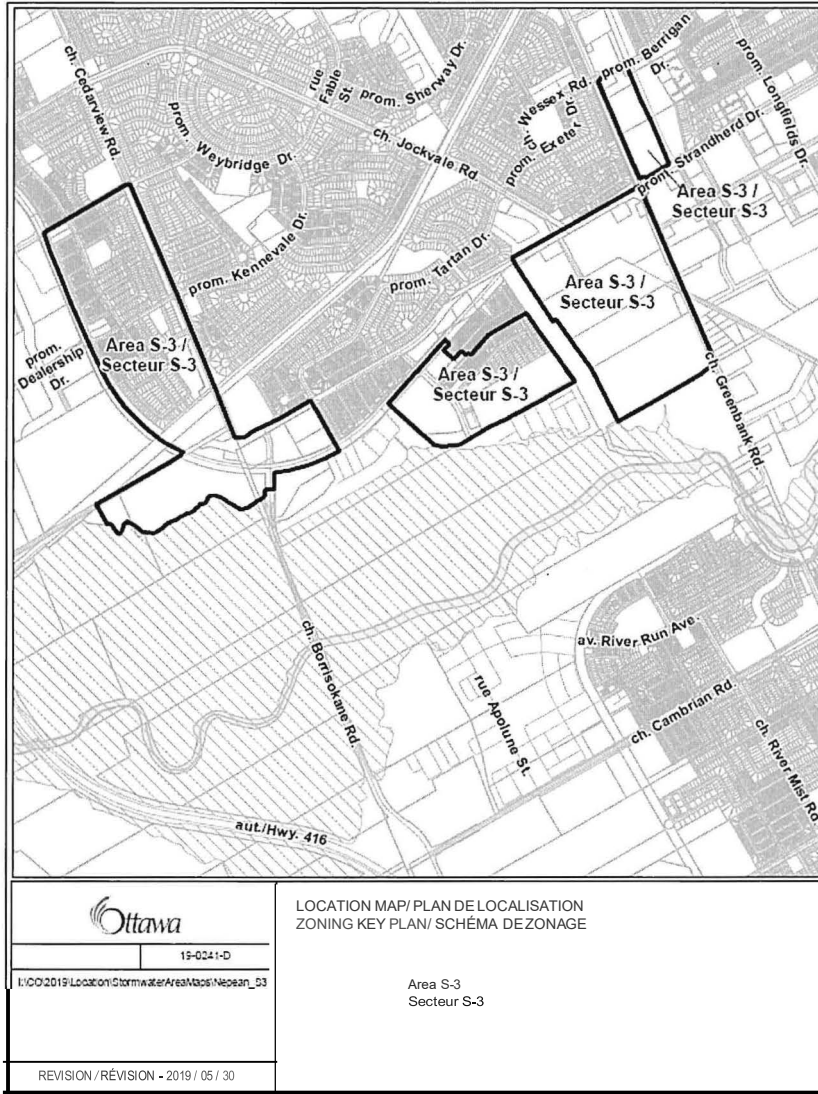 ch. Cedarview Rd.
rue
Fable
St.
prom. Sherway Dr.
prom. Weybridge Dr.
ch. Jockvale Rd
ch. Wessex Rd.
prom. Exeter Dr.
prom. Berrigan
Dr.
prom. Longfields Dr.
prom. Strandherd Dr.
Area S-3 /
Secteur S-3
prom. Kennevale Dr.
prom. Tartan Dr.
Area S-3 /
Secteur S-3
Area S-3 /
Secteur S-3
prom.
Dealership
Dr.
Area S-3 /
Secteur S-3
ch. Greenbank Rd.
ch. Borrisokane Rd.
rue Apolune St.
av. River Run Ave.
ch. Cambrian Rd.
ch. River Mist Rd.
aut./Hwy. 416
Ottawa
19-0241-D
I:\CO\2019\Location\StormwaterAreaMaps\Nepean_S3
REVISION / RÉVISION - 2019 / 05 / 30
LOCATION MAP/ PLAN DE LOCALISATION
ZONING KEY PLAN/ SCHÉMA DEZONAGE
Area S-3
Secteur S-3